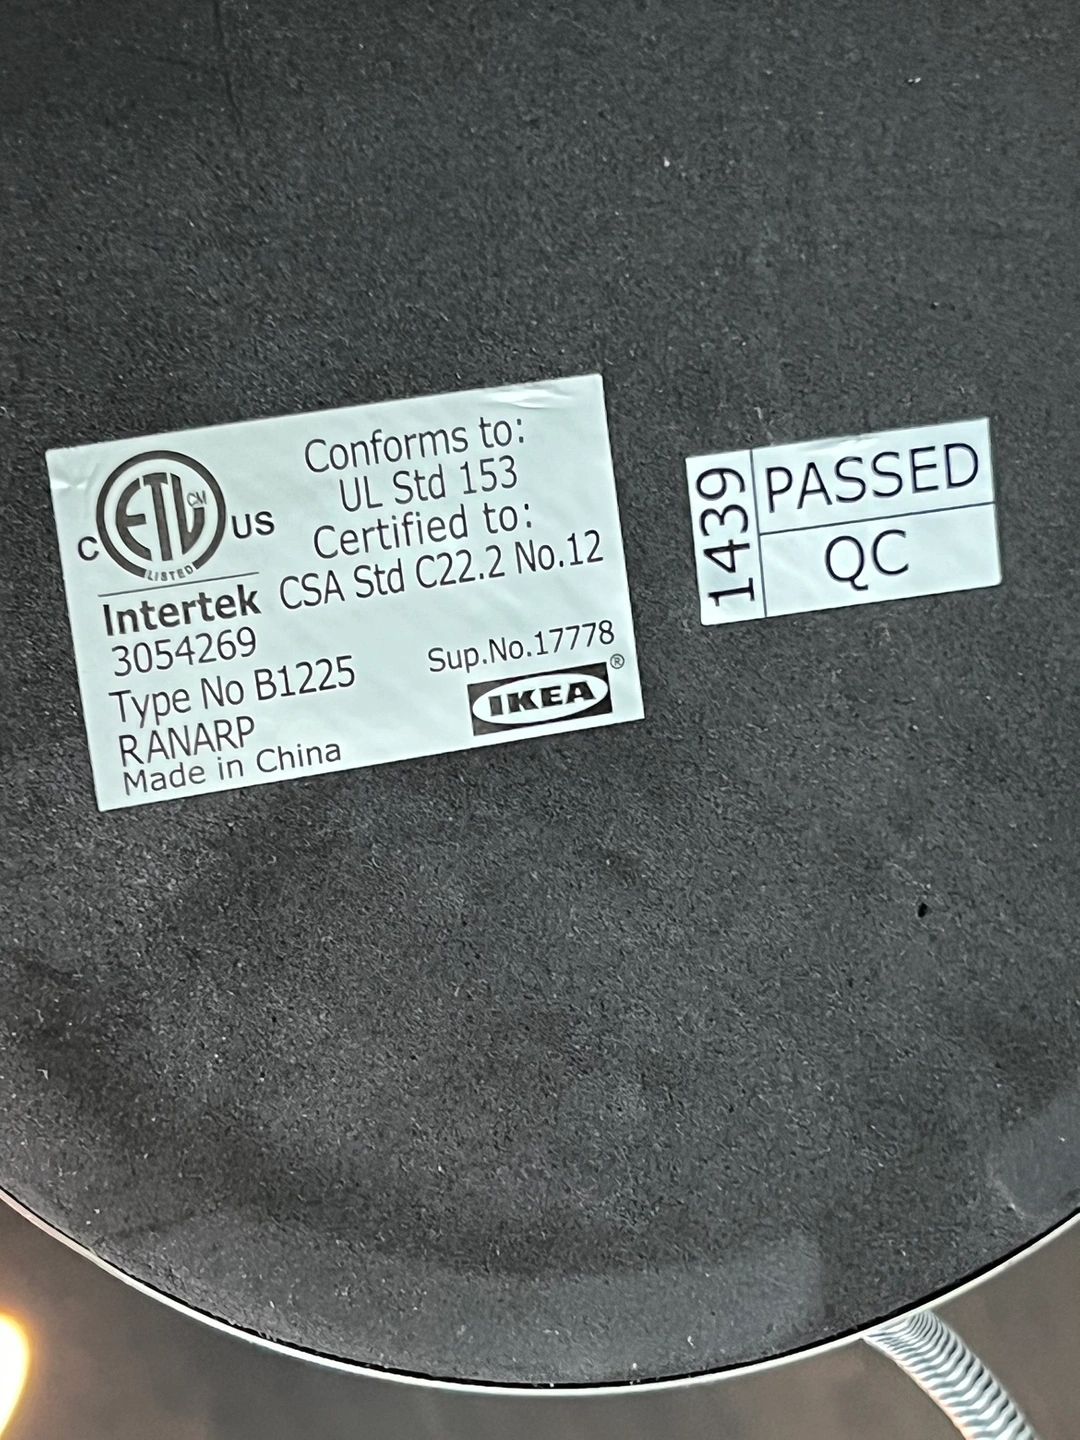 C ETL CM US
LISTED
Intertek
3054269
Type No B1225
RANARP
Made in China
Conforms to:
UL Std 153
Certified to:
CSA Std C22.2 No.12
Sup.No.17778
IKEA®
1439
PASSED
QC